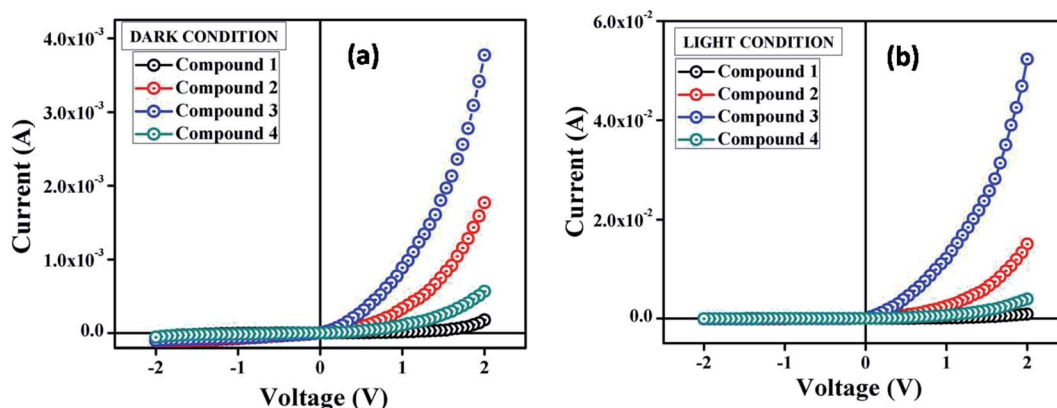 DARK CONDITION
Compound 1
Compound 2
Compound 3
Compound 4
(a)
4.0x10⁻³
3.0x10⁻³
2.0x10⁻³
1.0x10⁻³
0.0
Current (A)
-2 -1 0 1 2
Voltage (V)
LIGHT CONDITION
Compound 1
Compound 2
Compound 3
Compound 4
(b)
6.0x10⁻²
4.0x10⁻²
2.0x10⁻²
0.0
Current (A)
-2 -1 0 1 2
Voltage (V)